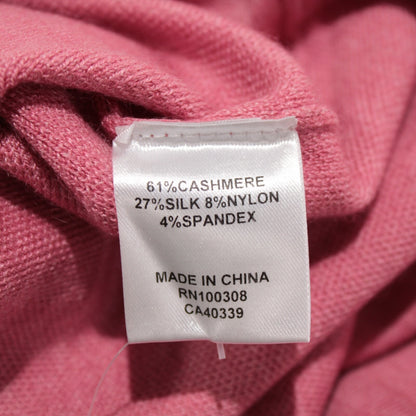 61%CASHMERE
27%SILK 8%NYLON
4%SPANDEX
MADE IN CHINA
RN100308
CA40339